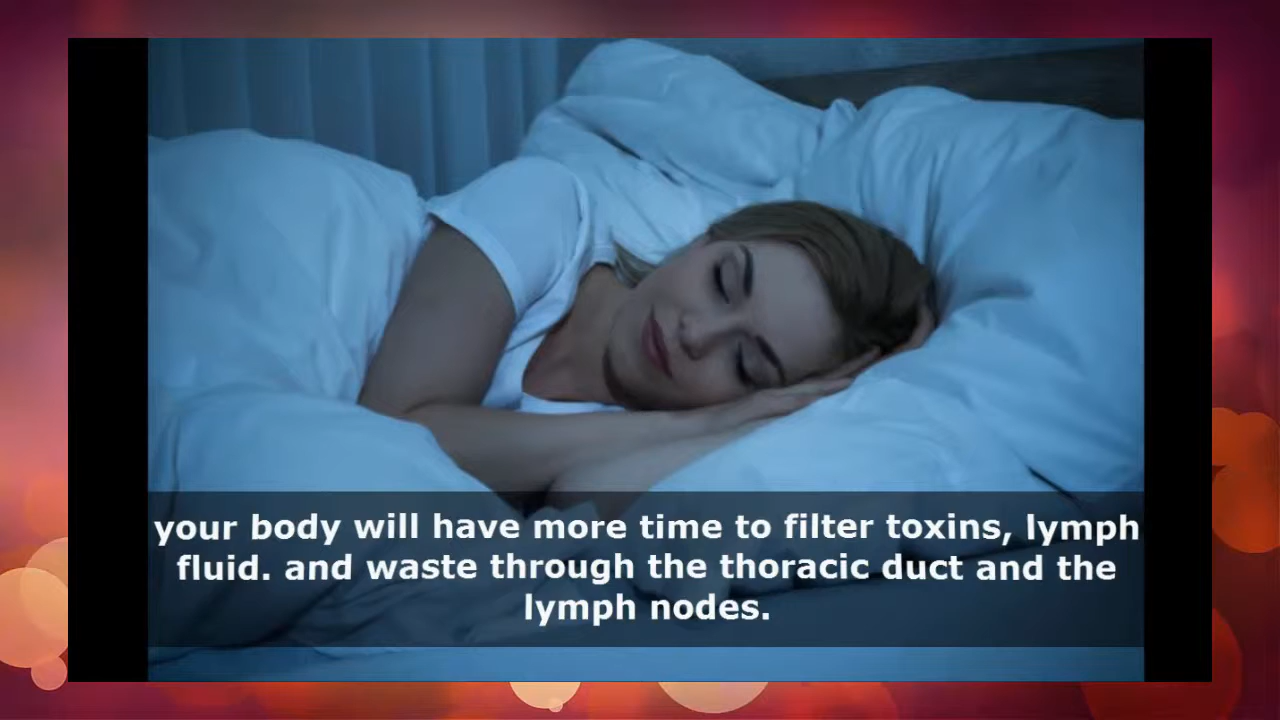 your body will have more time to filter toxins, lymph
fluid. and waste through the thoracic duct and the
lymph nodes.